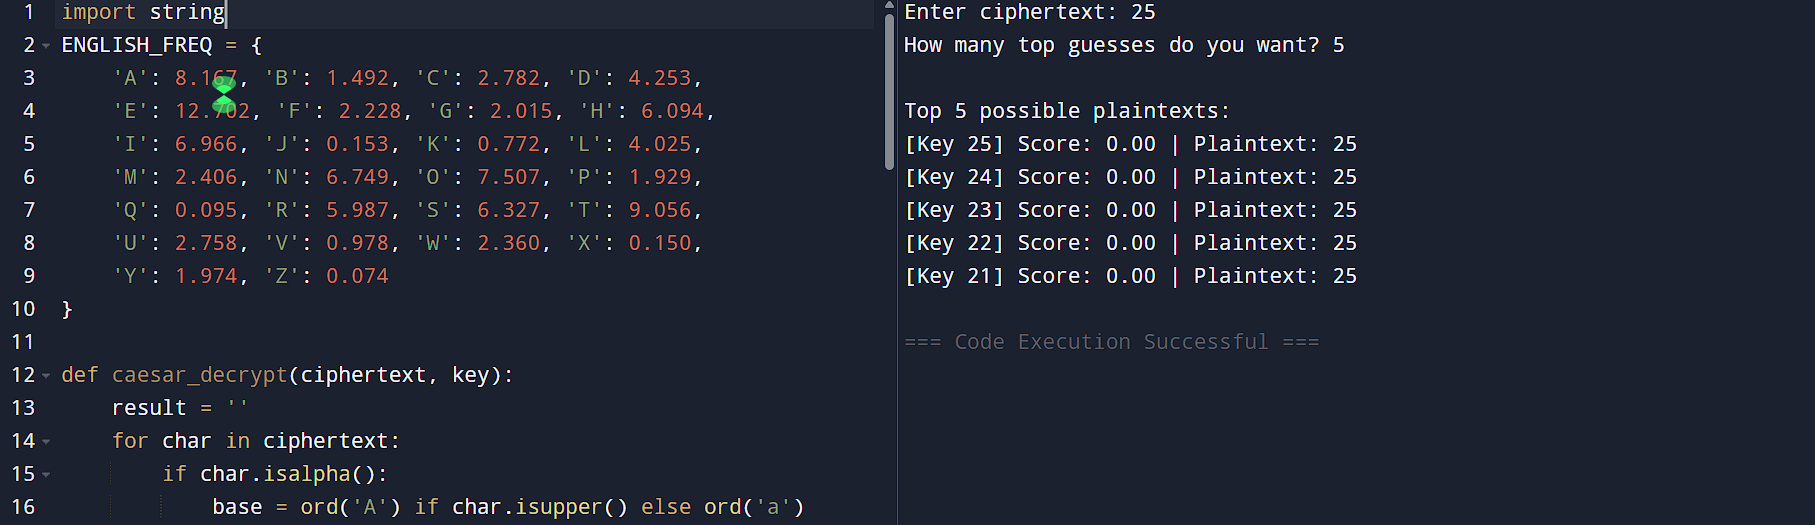 1 import string
2 ENGLISH_FREQ = {
3 'A': 8.167, 'B': 1.492, 'C': 2.782, 'D': 4.253,
4 'E': 12.702, 'F': 2.228, 'G': 2.015, 'H': 6.094,
5 'I': 6.966, 'J': 0.153, 'K': 0.772, 'L': 4.025,
6 'M': 2.406, 'N': 6.749, 'O': 7.507, 'P': 1.929,
7 'Q': 0.095, 'R': 5.987, 'S': 6.327, 'T': 9.056,
8 'U': 2.758, 'V': 0.978, 'W': 2.360, 'X': 0.150,
9 'Y': 1.974, 'Z': 0.074
10 }
11
12 def caesar_decrypt(ciphertext, key):
13 result = ''
14 for char in ciphertext:
15 if char.isalpha():
16 base = ord('A') if char.isupper() else ord('a')
Enter ciphertext: 25
How many top guesses do you want? 5
Top 5 possible plaintexts:
[Key 25] Score: 0.00 | Plaintext: 25
[Key 24] Score: 0.00 | Plaintext: 25
[Key 23] Score: 0.00 | Plaintext: 25
[Key 22] Score: 0.00 | Plaintext: 25
[Key 21] Score: 0.00 | Plaintext: 25
=== Code Execution Successful ===